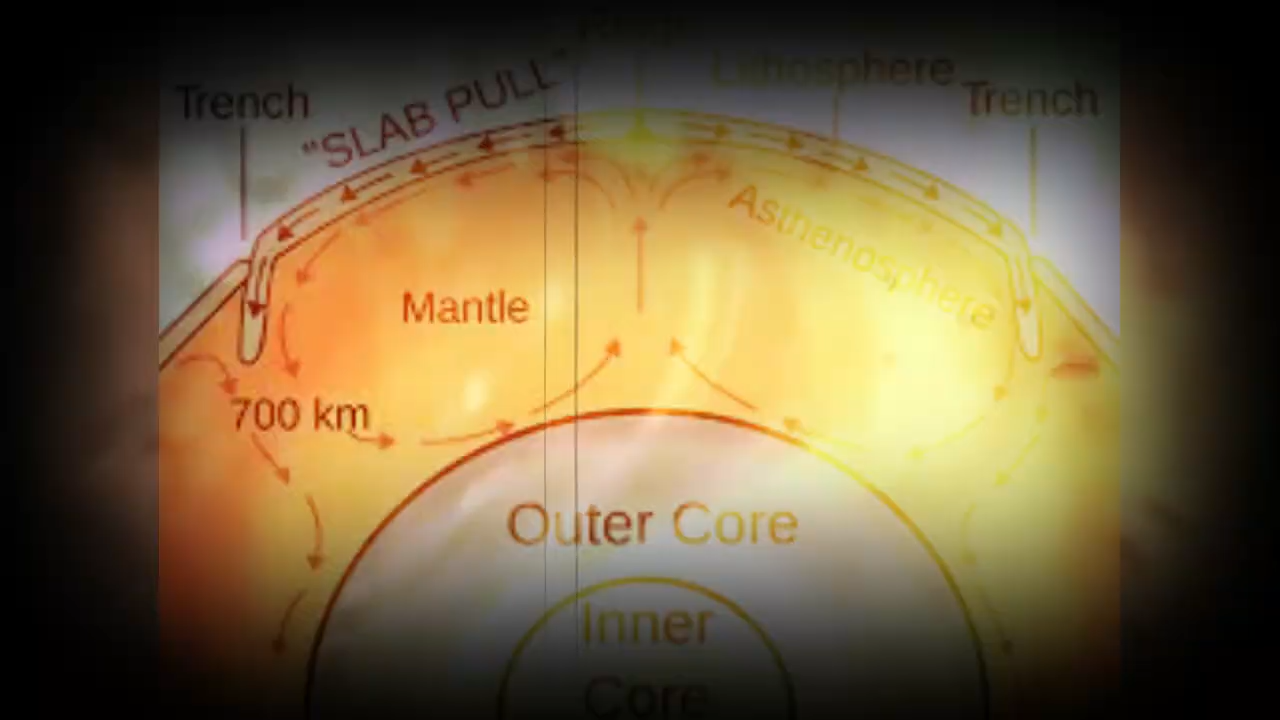 Lithosphere
Trench
"SLAB PULL"
Trench
Asthenosphere
Mantle
700 km
Outer Core
Inner
Core